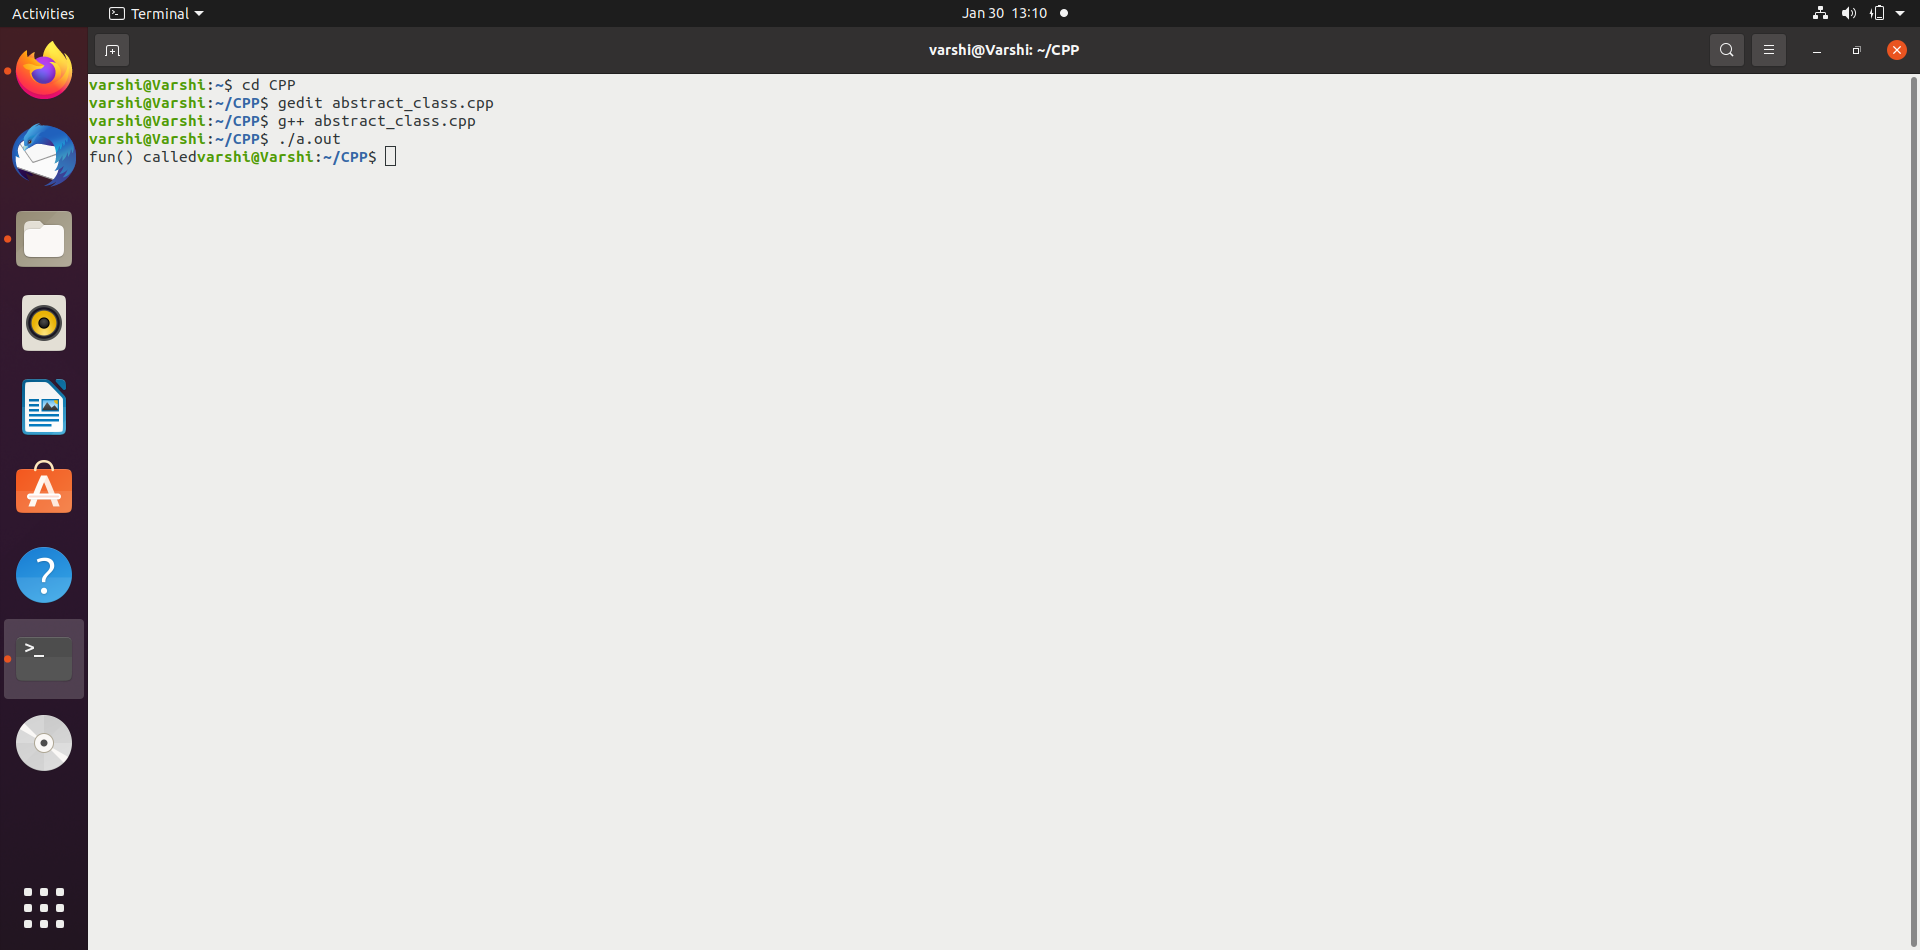 Activities Terminal Jan 30 13:10
varshi@Varshi: ~/CPP
varshi@Varshi:~$ cd CPP
varshi@Varshi:~/CPP$ gedit abstract_class.cpp
varshi@Varshi:~/CPP$ g++ abstract_class.cpp
varshi@Varshi:~/CPP$ ./a.out
fun() calledvarshi@Varshi:~/CPP$